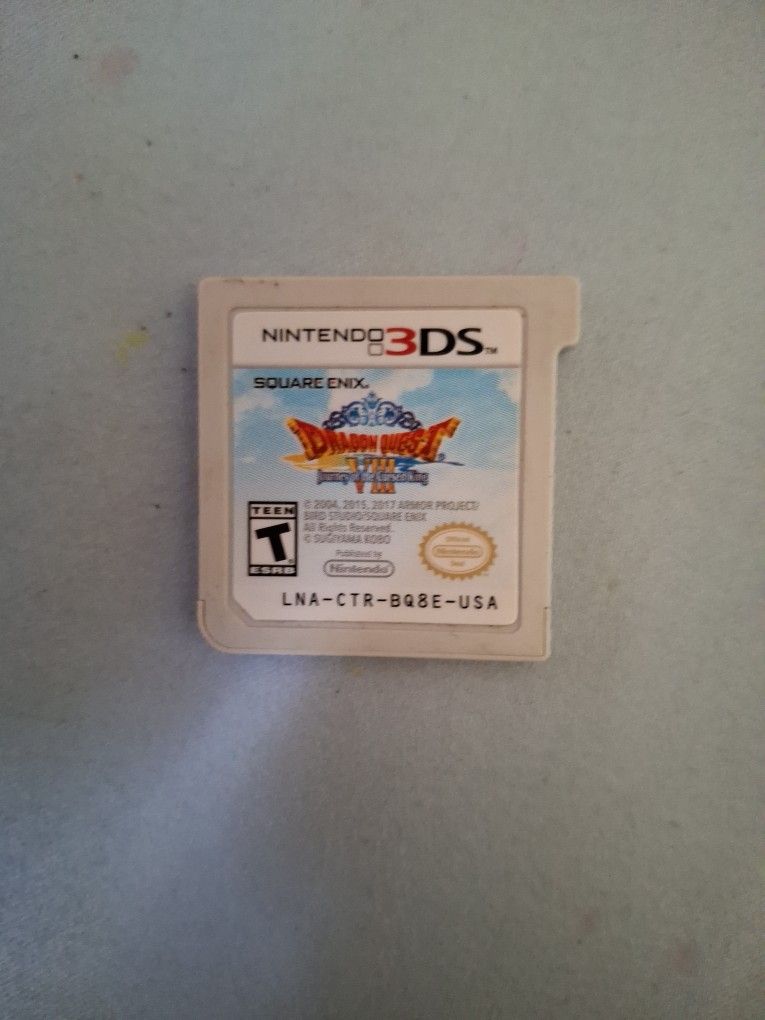 NINTENDO 3DS™
SQUARE ENIX®
DRAGON QUEST®
VIII
Journey of the Cursed King
TEEN
T
ESRB
© 2004, 2015, 2017 ARMOR PROJECT/
BIRD STUDIO/SQUARE ENIX
All Rights Reserved.
© SUGIYAMA KOBO
Published by
Nintendo
Official
Nintendo
Seal
LNA-CTR-BQ8E-USA